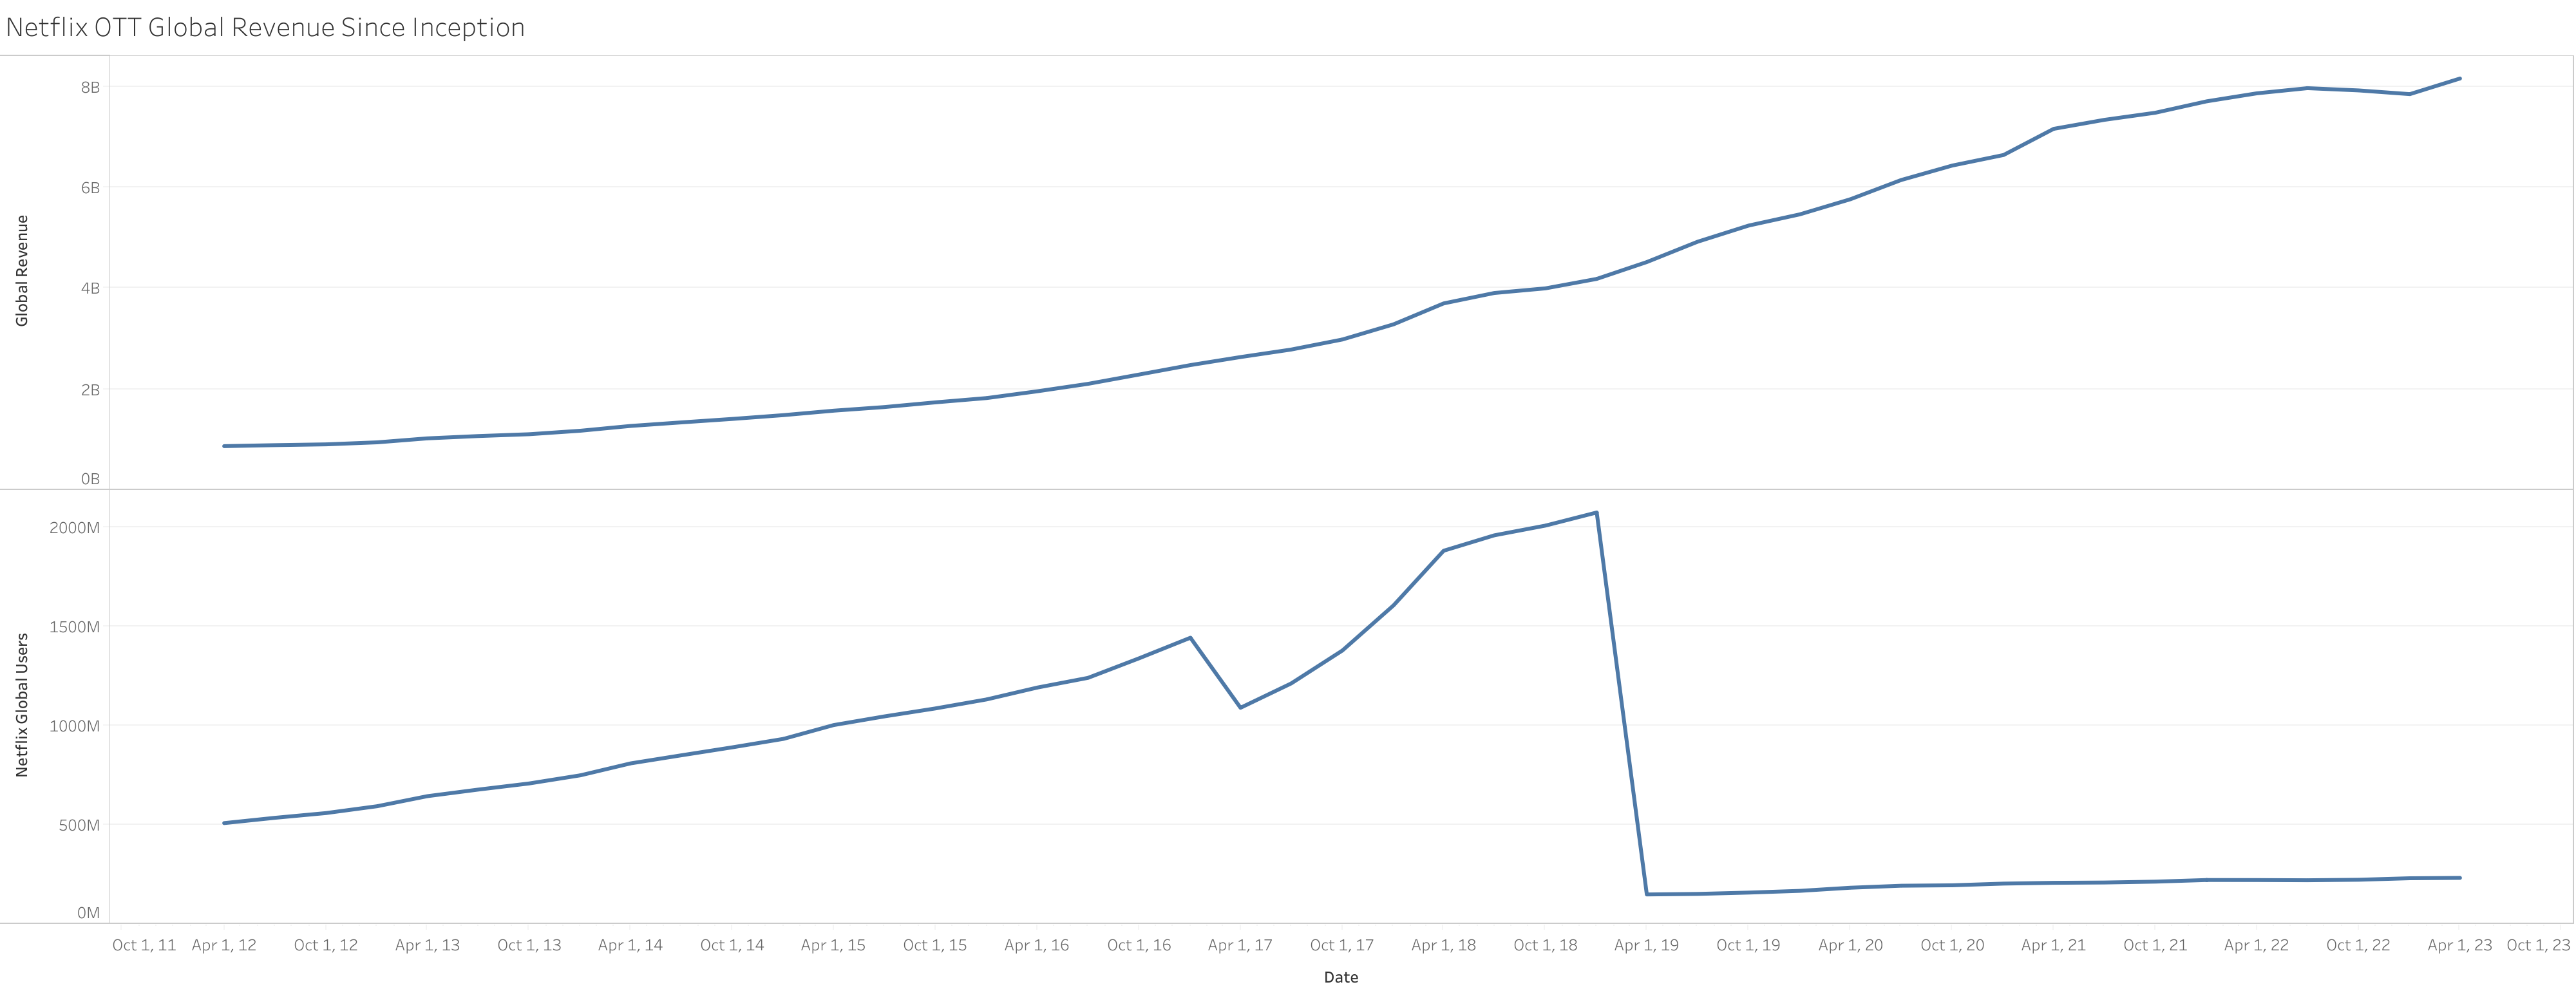 Netflix OTT Global Revenue Since Inception
8B
6B
4B
2B
0B
Global Revenue
2000M
1500M
1000M
500M
0M
Netflix Global Users
Oct 1, 11 Apr 1, 12 Oct 1, 12 Apr 1, 13 Oct 1, 13 Apr 1, 14 Oct 1, 14 Apr 1, 15 Oct 1, 15 Apr 1, 16 Oct 1, 16 Apr 1, 17 Oct 1, 17 Apr 1, 18 Oct 1, 18 Apr 1, 19 Oct 1, 19 Apr 1, 20 Oct 1, 20 Apr 1, 21 Oct 1, 21 Apr 1, 22 Oct 1, 22 Apr 1, 23 Oct 1, 23
Date